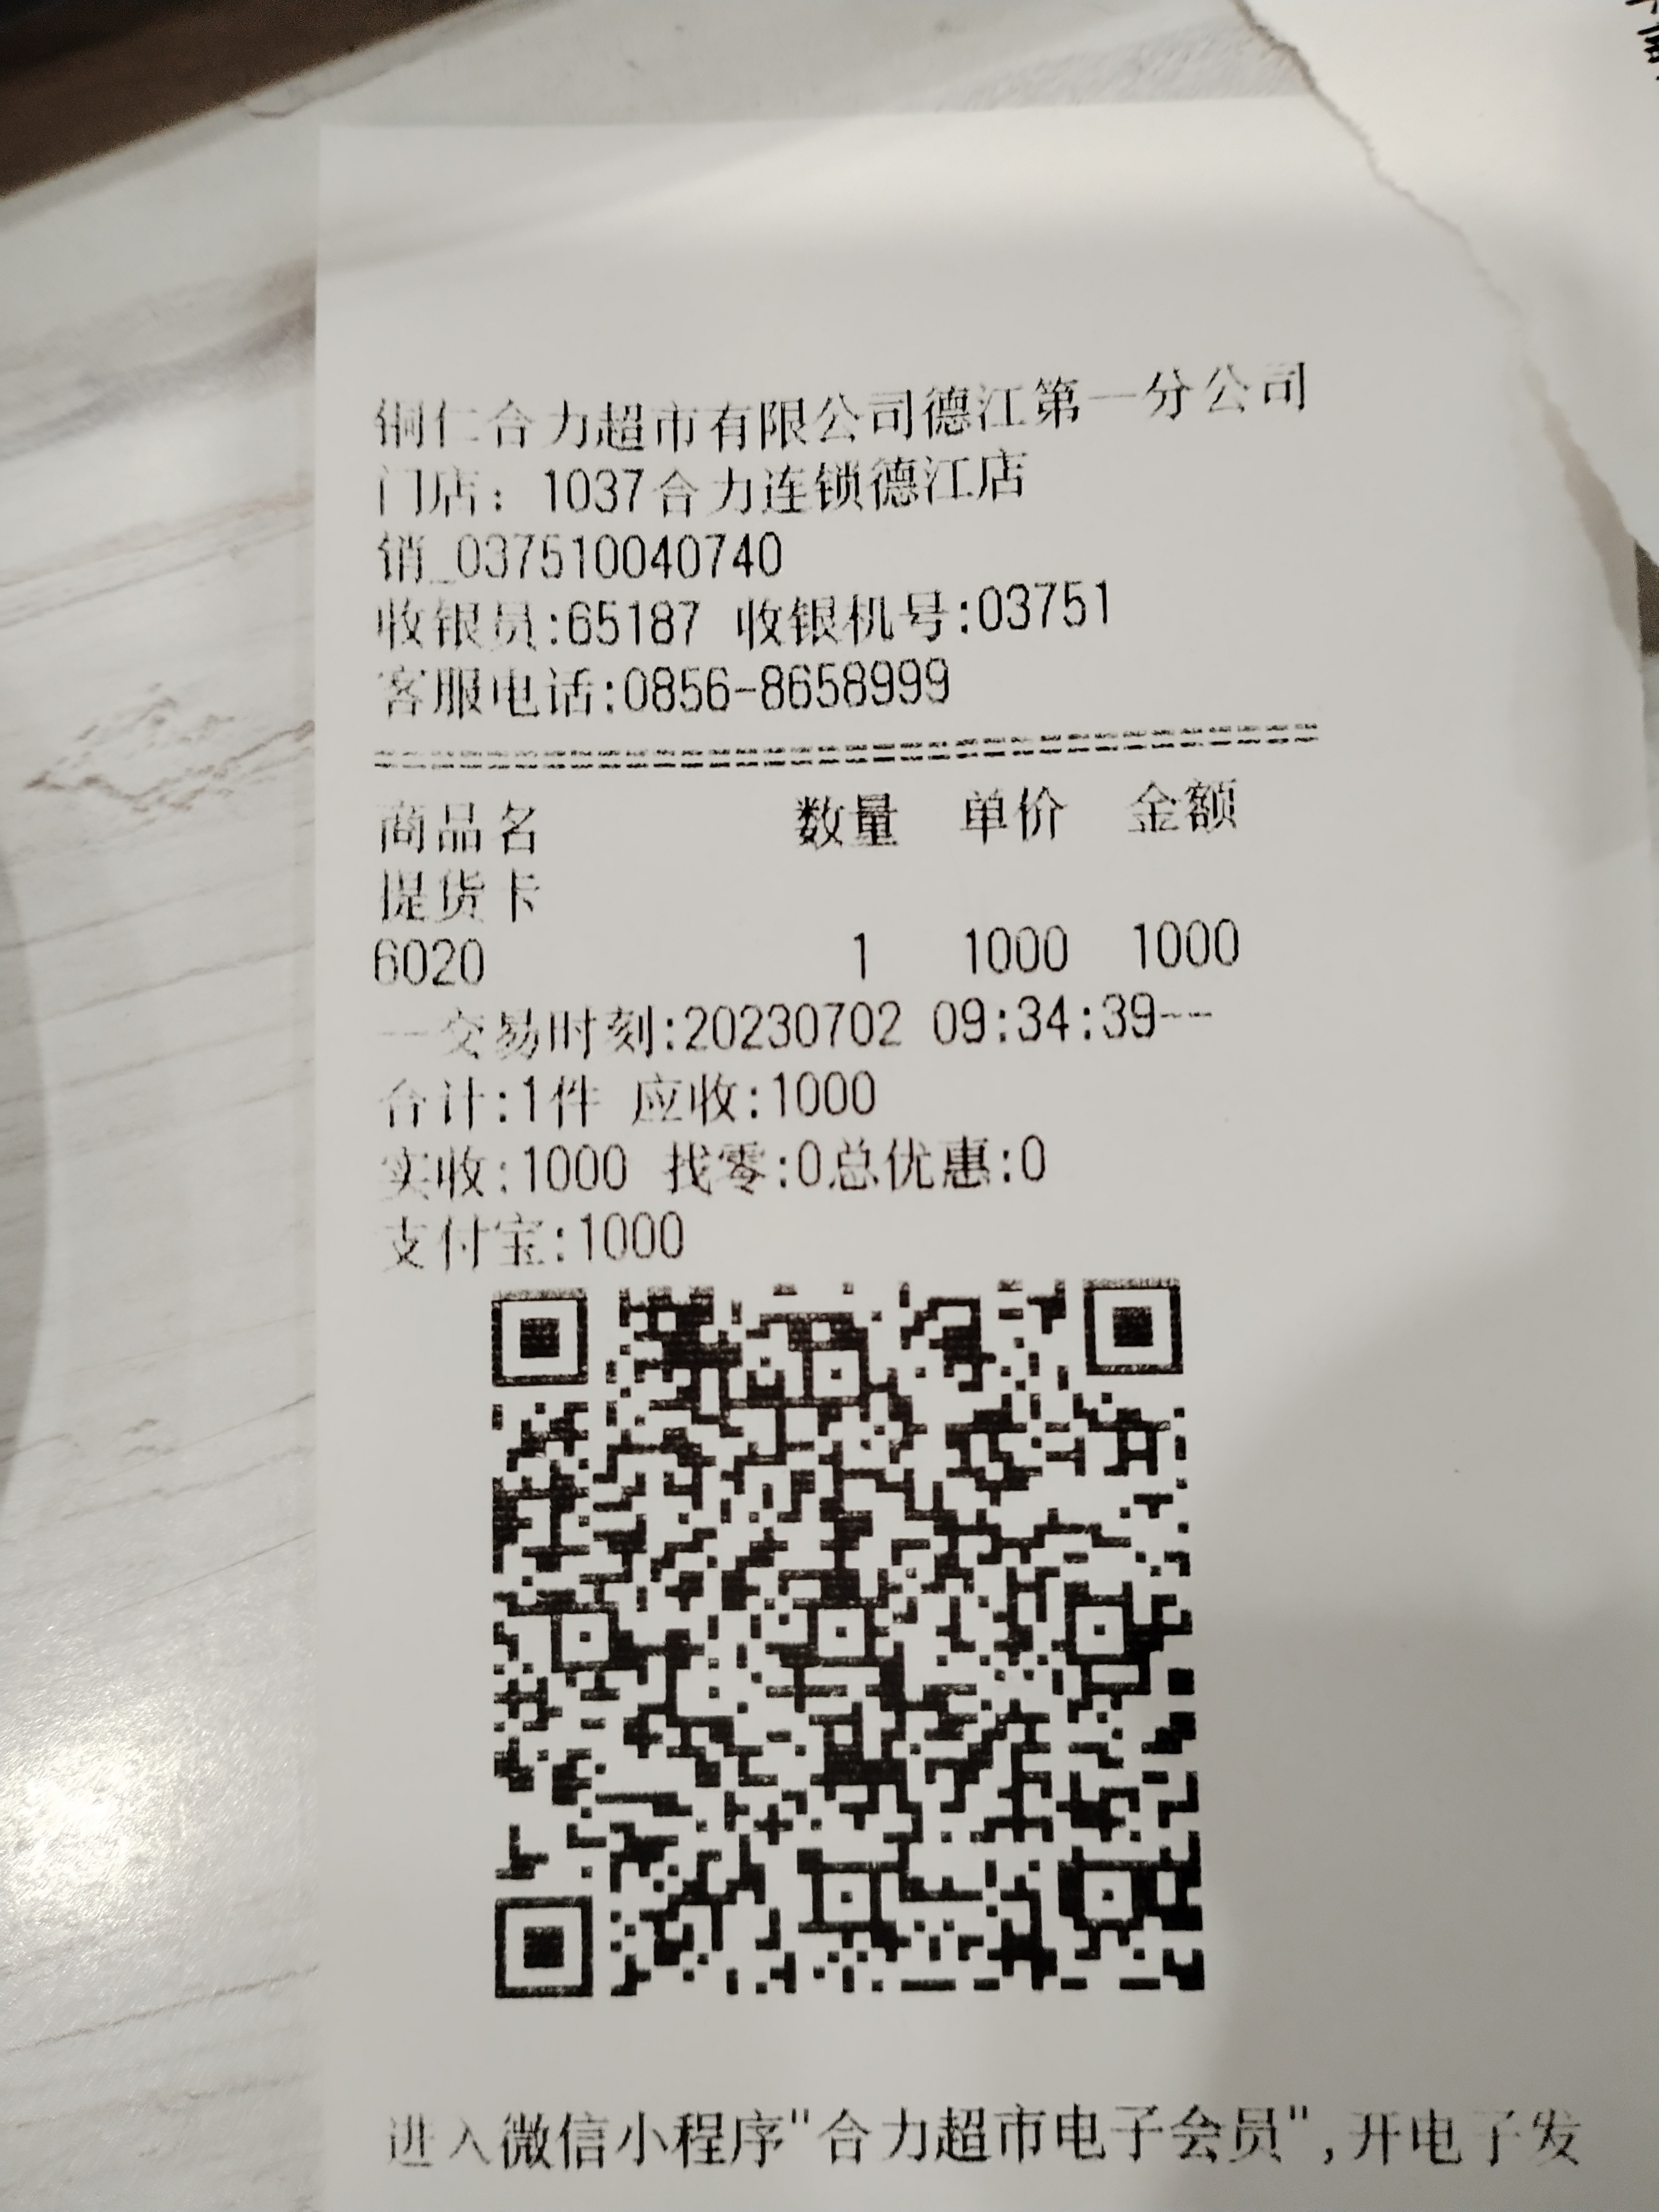 铜仁合力超市有限公司德江第一分公司
门店：1037合力连锁德江店
销_037510040740
收银员:65187 收银机号:03751
客服电话:0856-8658999
================================
商品名 数量 单价 金额
提货卡
6020 1 1000 1000
--交易时刻:20230702 09:34:39--
合计:1件 应收:1000
实收:1000 找零:0总优惠:0
支付宝:1000
进入微信小程序"合力超市电子会员",开电子发